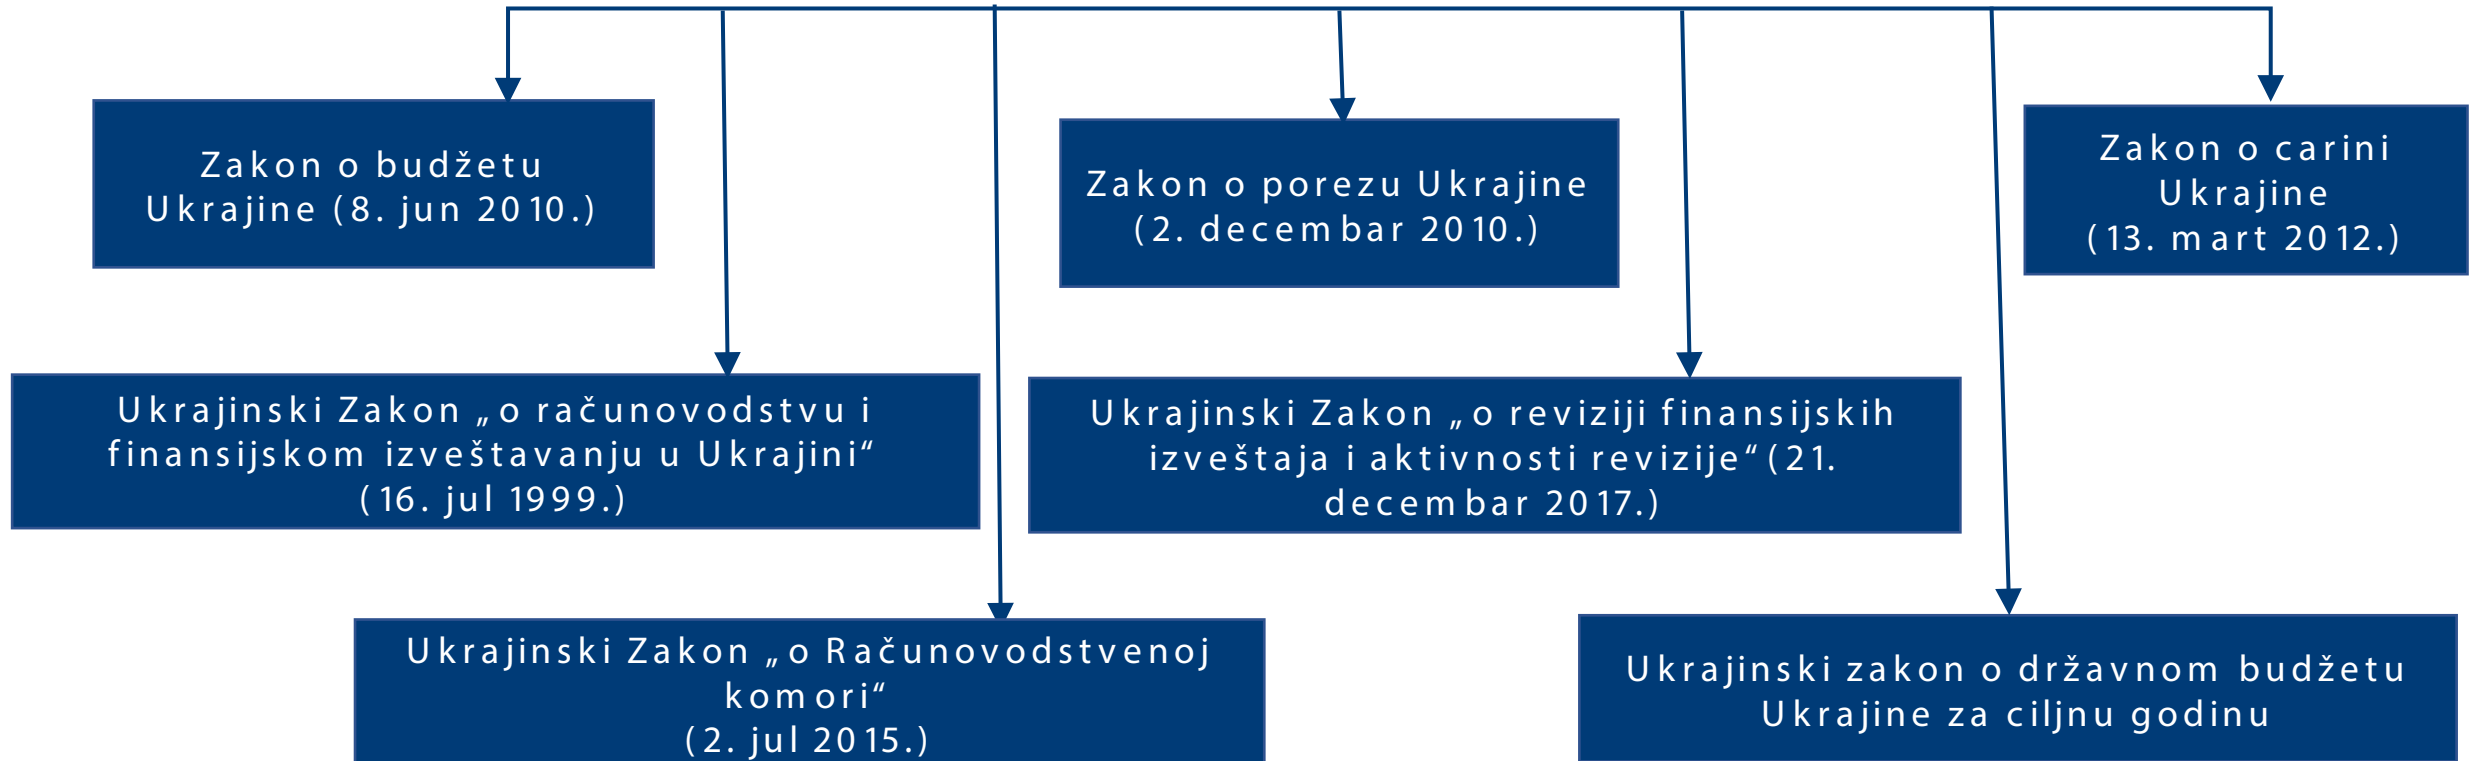 Zakon o budžetu
Ukrajine (8. jun 2010.)
Zakon o porezu Ukrajine
(2. decembar 2010.)
Zakon o carini
Ukrajine
(13. mart 2012.)
Ukrajinski Zakon „o računovodstvu i
finansijskom izveštavanju u Ukrajini“
(16. jul 1999.)
Ukrajinski Zakon „o reviziji finansijskih
izveštaja i aktivnosti revizije“ (21.
decembar 2017.)
Ukrajinski Zakon „o Računovodstvenoj
komori“
(2. jul 2015.)
Ukrajinski zakon o državnom budžetu
Ukrajine za ciljnu godinu